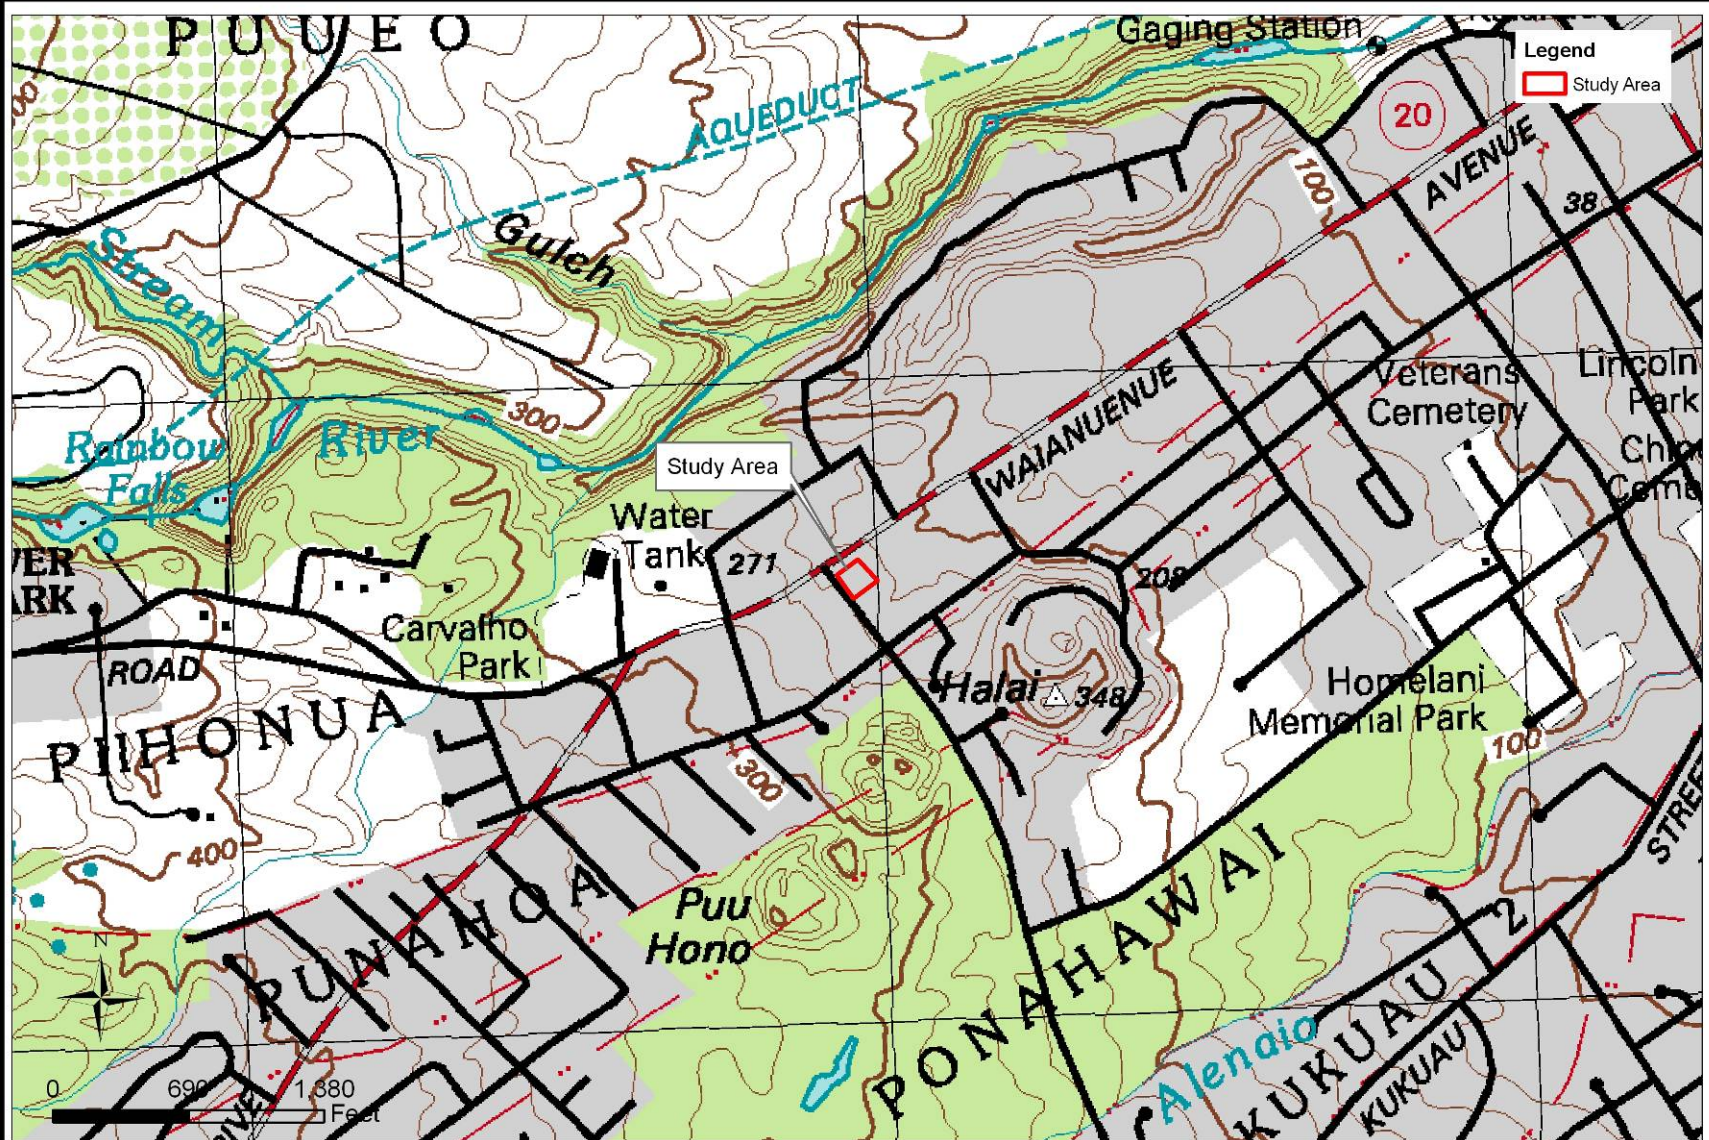 PUUEO
Gaging Station
Legend
Study Area
20
AQUEDUCT
AVENUE
100
38
Gulch
Stream
300
Rainbow
Falls
River
Study Area
WAIANUENUE
Veterans
Cemetery
Lincoln
Park
Water
Tank
271
208
Carvalho
Park
ROAD
PIIHONUA
Halai
348
Homelani
Memorial Park
100
300
400
STREET
PUNAHOA
Puu
Hono
PONAHAWAI
2
N
Alenaio
KUKUAU
KUKUAU
0 690 1,380
Feet